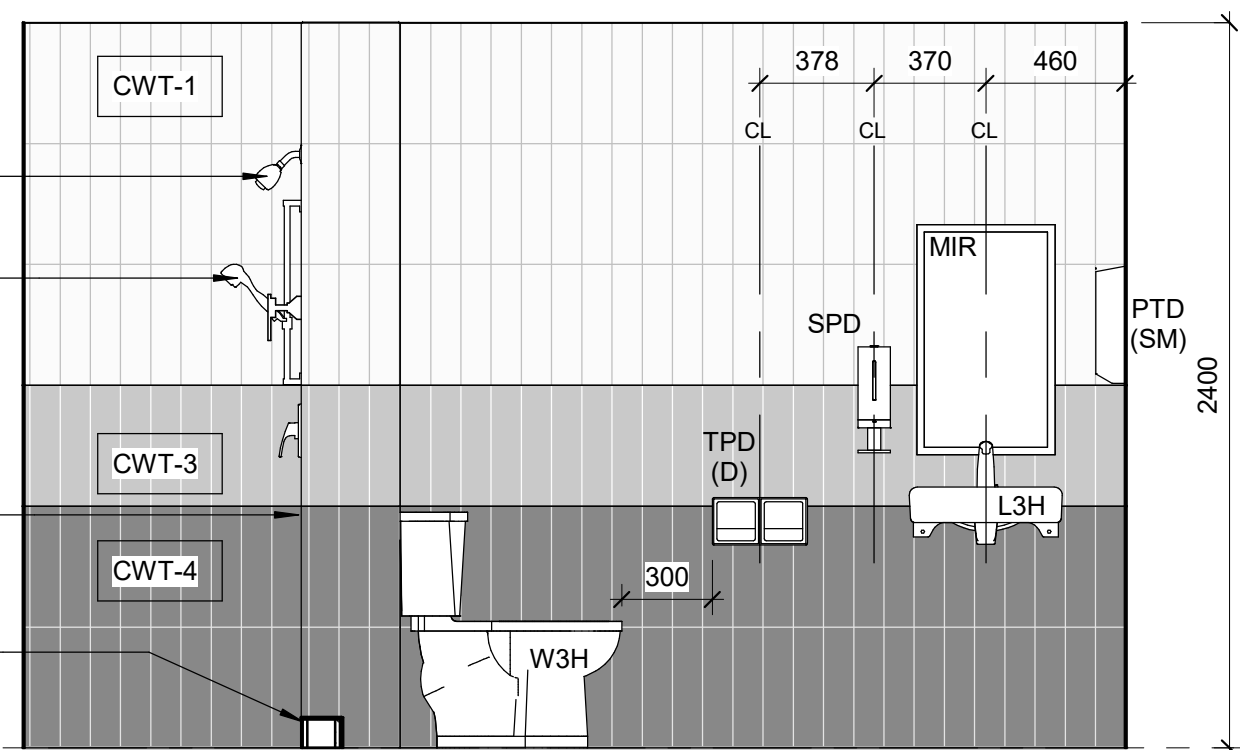 378 370 460
CWT-1
CL CL CL
MIR
SPD
PTD
(SM)
2400
TPD
(D)
CWT-3
L3H
CWT-4
300
W3H